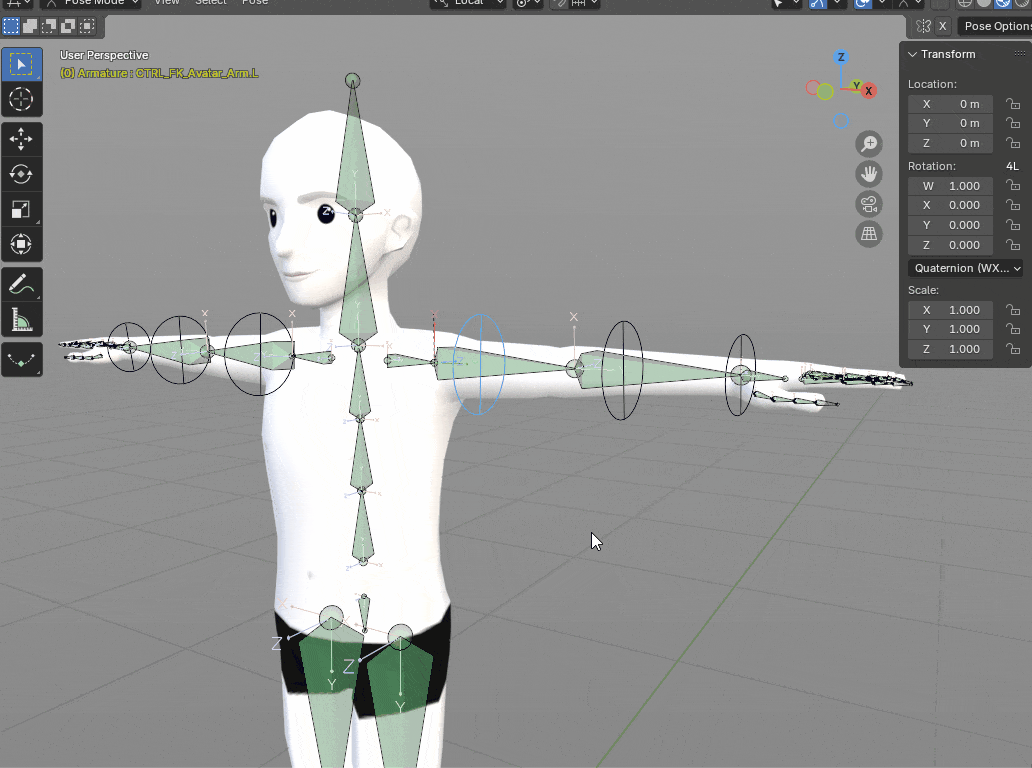 Pose Mode View Select Pose Local
X Pose Options
User Perspective
(0) Armature : CTRL_FK_Avatar_Arm.L
Transform
Location:
X 0 m
Y 0 m
Z 0 m
Rotation: 4L
W 1.000
X 0.000
Y 0.000
Z 0.000
Quaternion (WX...
Scale:
X 1.000
Y 1.000
Z 1.000
Z
Y X
Y
Z X
X X X
Y
Z
Z
Y
Y